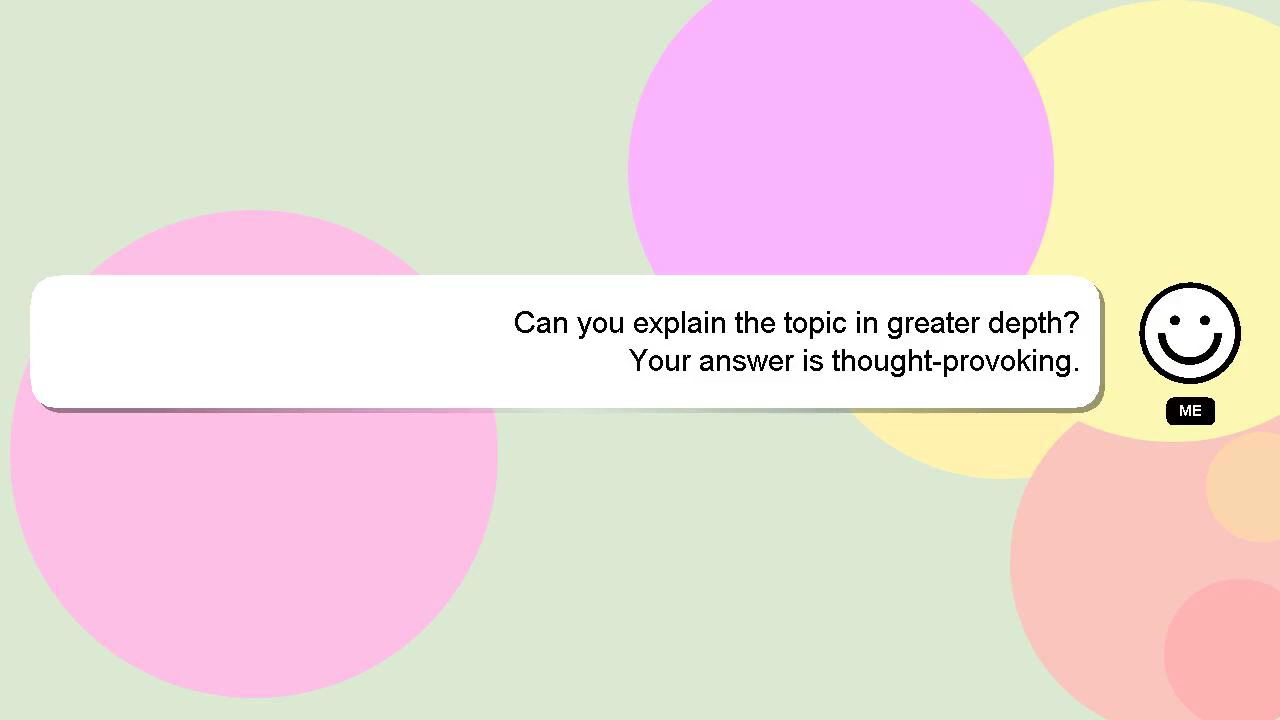 Can you explain the topic in greater depth?
Your answer is thought-provoking.
ME